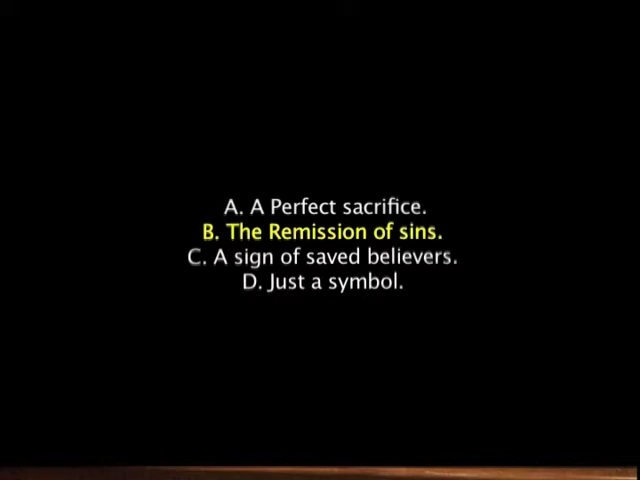 A. A Perfect sacrifice.
B. The Remission of sins.
C. A sign of saved believers.
D. Just a symbol.